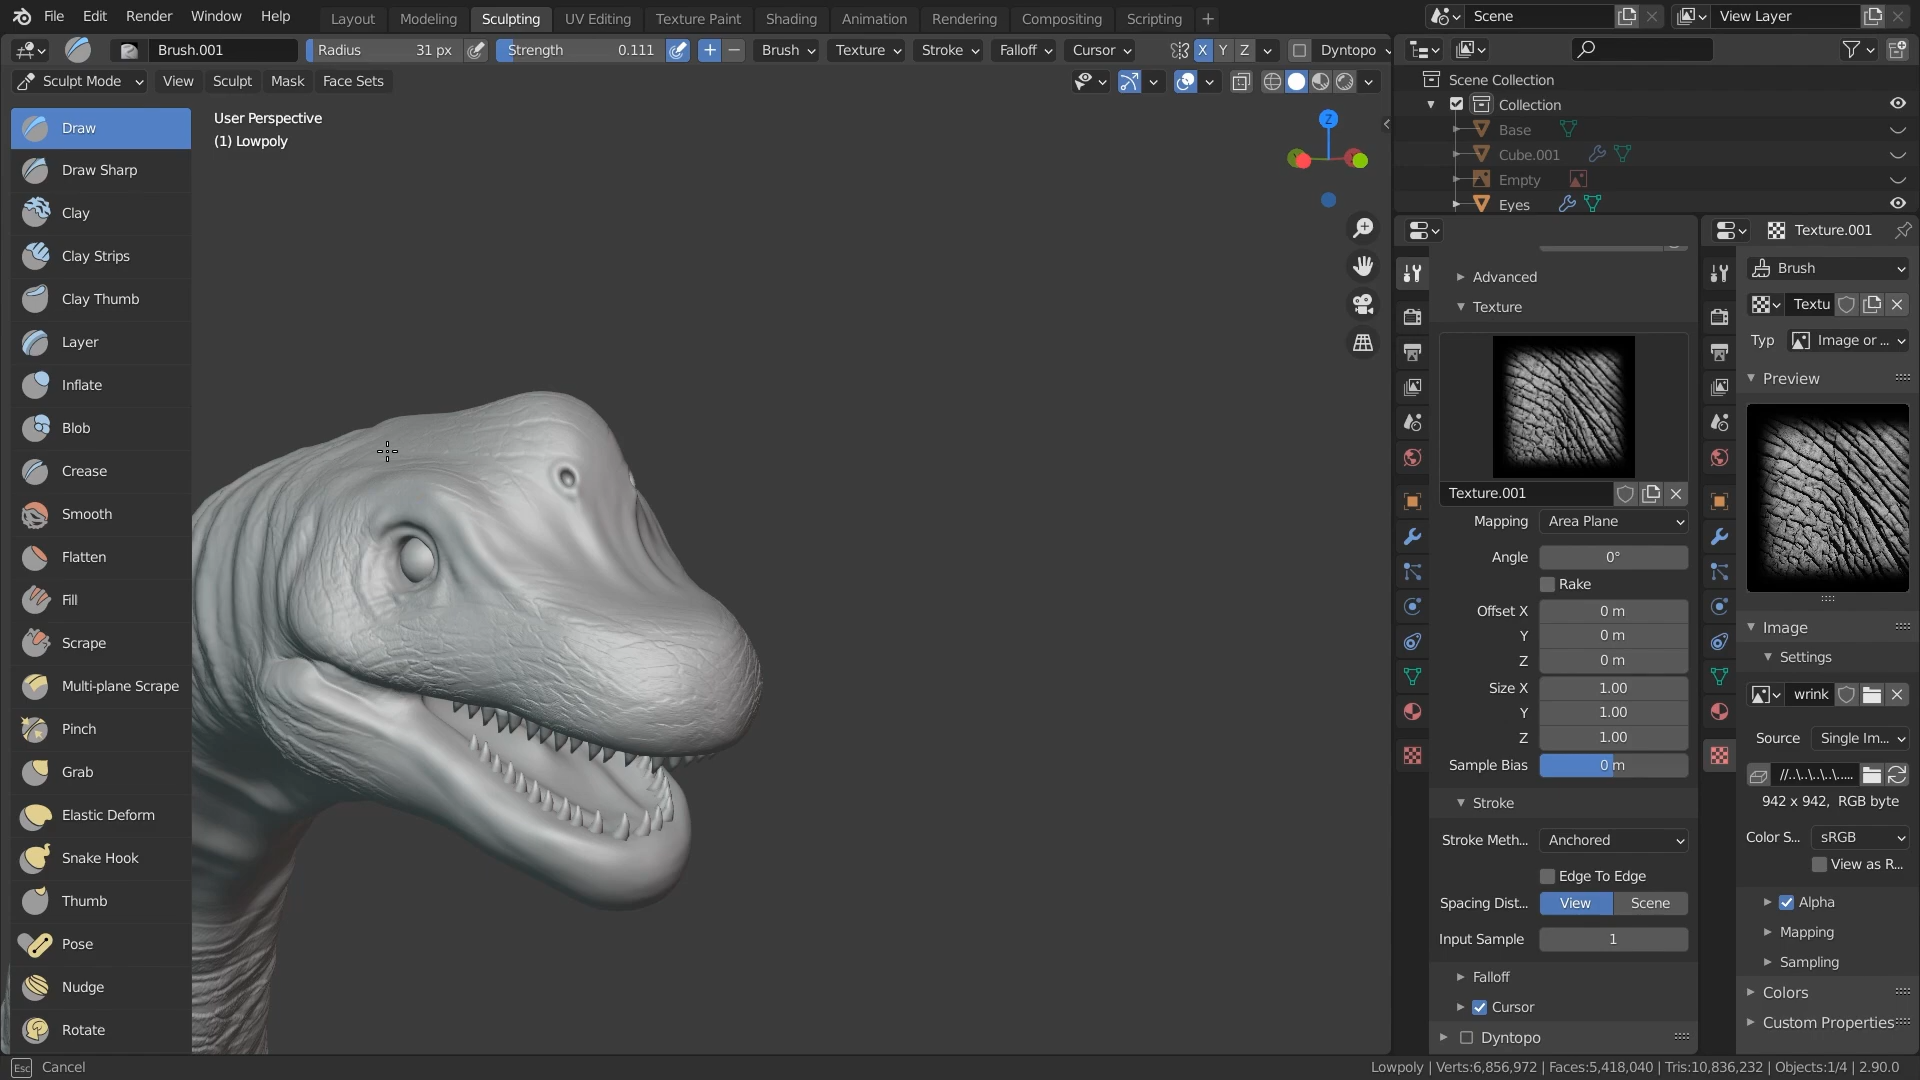 File Edit Render Window Help Layout Modeling Sculpting UV Editing Texture Paint Shading Animation Rendering Compositing Scripting + Scene View Layer
Brush.001 Radius 31 px Strength 0.111 + − Brush Texture Stroke Falloff Cursor X Y Z Dyntopo
Sculpt Mode View Sculpt Mask Face Sets
User Perspective
(1) Lowpoly
Z
Draw
Draw Sharp
Clay
Clay Strips
Clay Thumb
Layer
Inflate
Blob
Crease
Smooth
Flatten
Fill
Scrape
Multi-plane Scrape
Pinch
Grab
Elastic Deform
Snake Hook
Thumb
Pose
Nudge
Rotate
Scene Collection
Collection
Base
Cube.001
Empty
Eyes
Advanced
Texture
Texture.001
Mapping Area Plane
Angle 0°
Rake
Offset X 0 m
Y 0 m
Z 0 m
Size X 1.00
Y 1.00
Z 1.00
Sample Bias 0 m
Stroke
Stroke Meth... Anchored
Edge To Edge
Spacing Dist... View Scene
Input Sample 1
Falloff
Cursor
Dyntopo
Texture.001
Brush
Textu
Typ Image or ...
Preview
Image
Settings
wrink
Source Single Im...
//..\..\..\..\.....
942 x 942, RGB byte
Color S... sRGB
View as R...
Alpha
Mapping
Sampling
Colors
Custom Properties
Esc Cancel
Lowpoly | Verts:6,856,972 | Faces:5,418,040 | Tris:10,836,232 | Objects:1/4 | 2.90.0